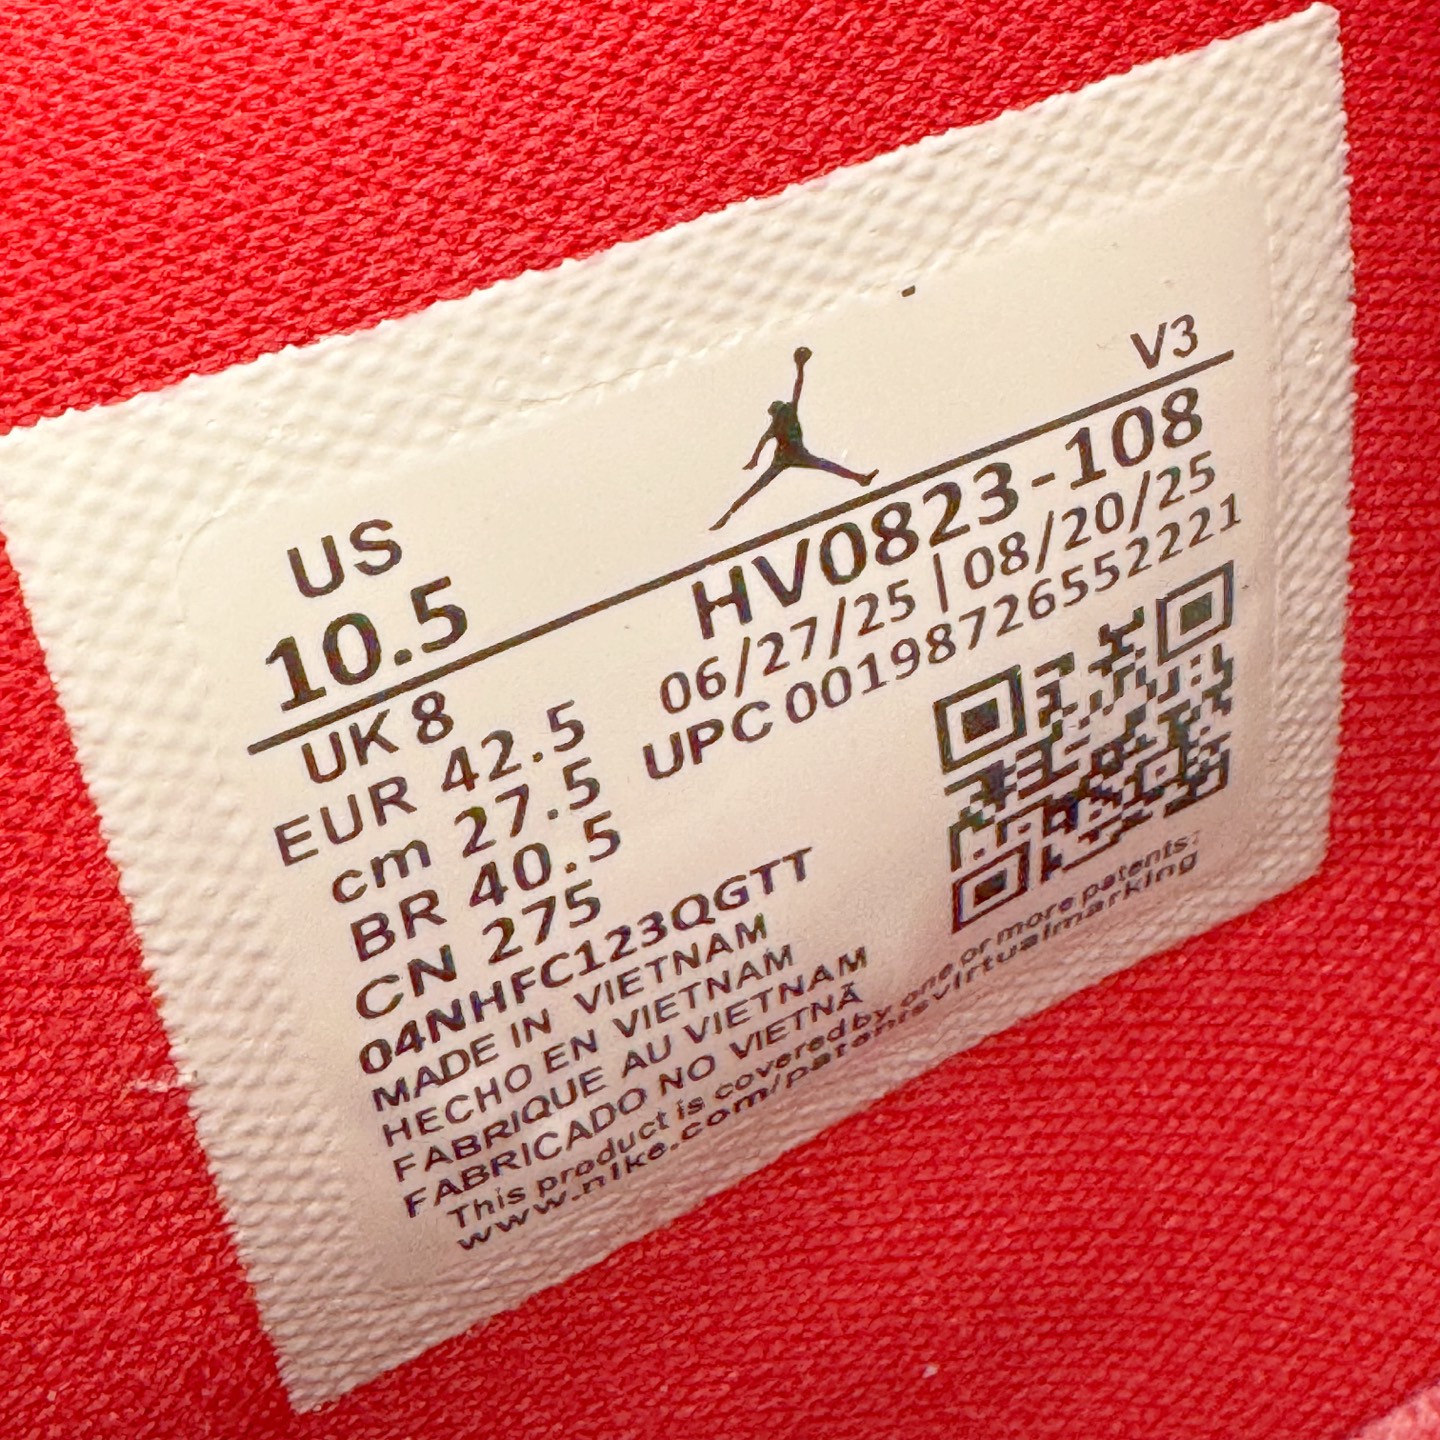 V3
US
10.5
HV0823-108
06/27/25 | 08/20/25
UPC 00198726552221
UK 8
EUR 42.5
cm 27.5
BR 40.5
CN 275
04NHFC123QGTT
MADE IN VIETNAM
HECHO EN VIETNAM
FABRIQUE AU VIETNAM
FABRICADO NO VIETNÃ
This product is covered by one or more patents:
www.nike.com/patentsvirtualmarking